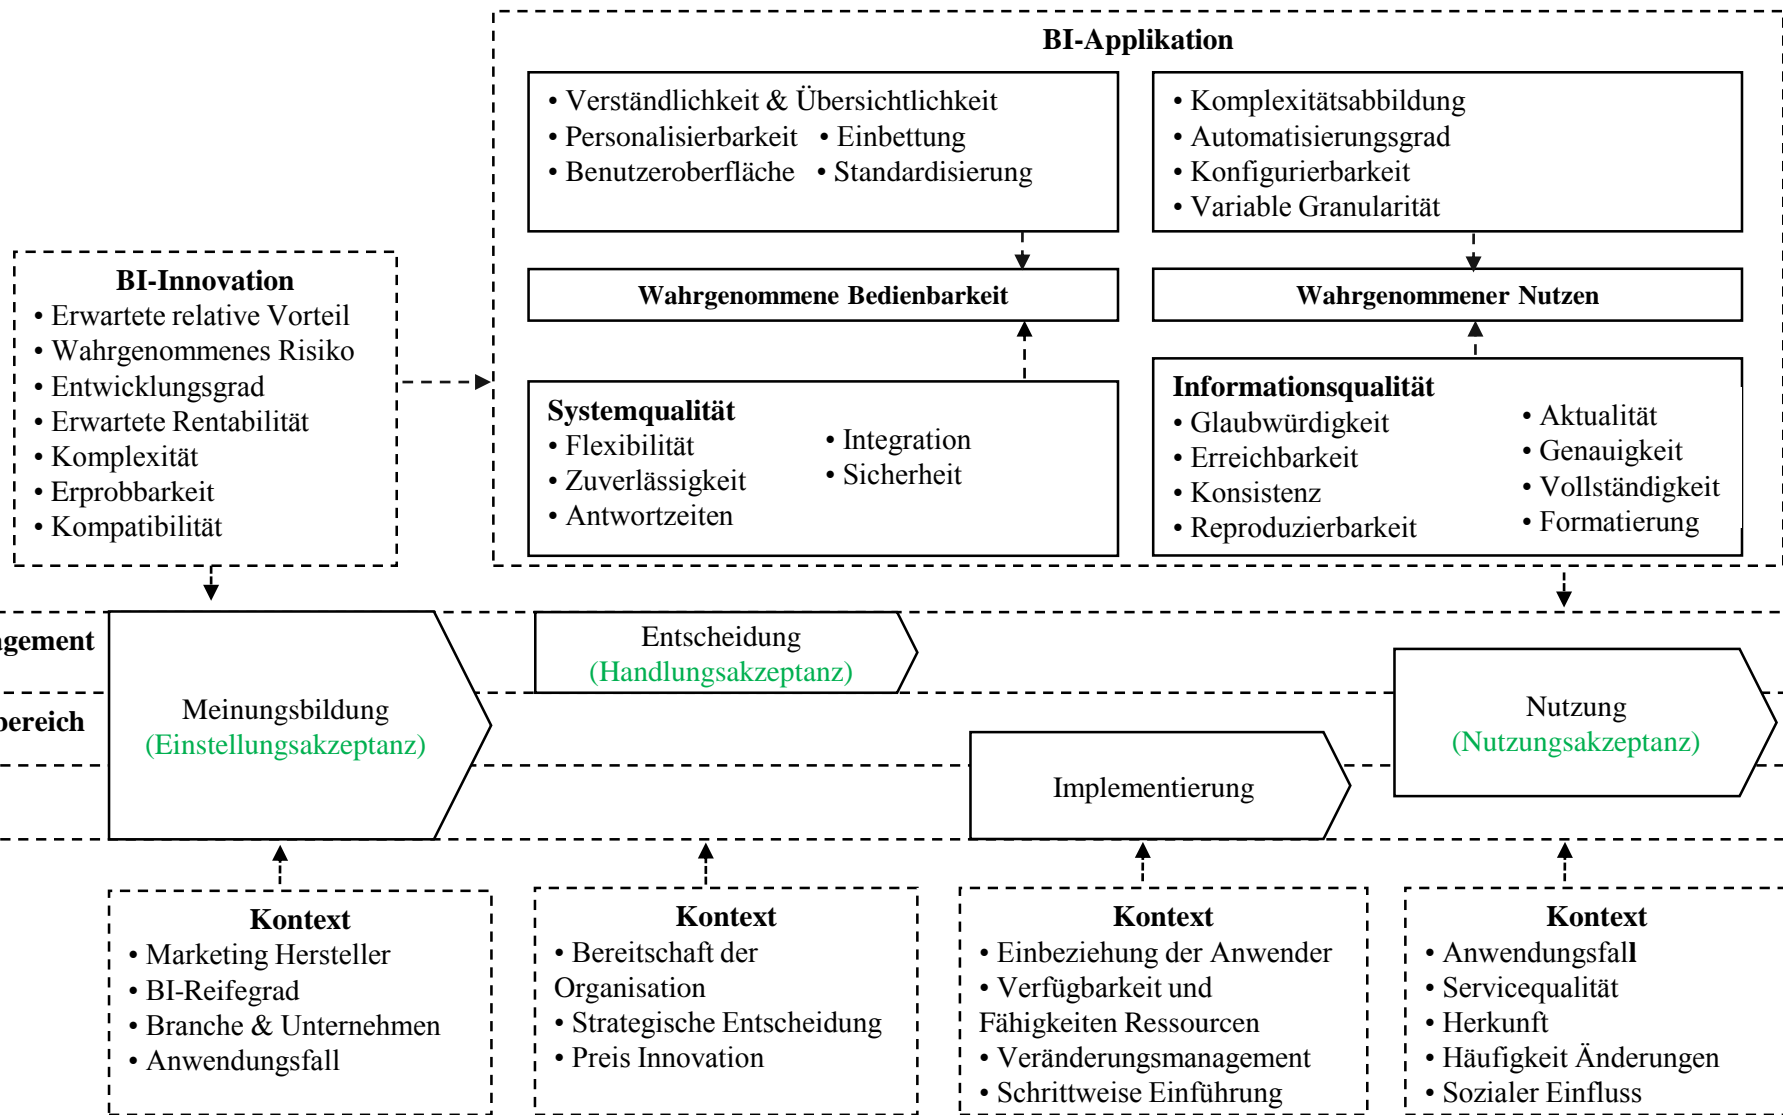 BI-Applikation
• Verständlichkeit & Übersichtlichkeit
• Personalisierbarkeit • Einbettung
• Benutzeroberfläche • Standardisierung
• Komplexitätsabbildung
• Automatisierungsgrad
• Konfigurierbarkeit
• Variable Granularität
Wahrgenommene Bedienbarkeit
Wahrgenommener Nutzen
BI-Innovation
• Erwartete relative Vorteil
• Wahrgenommenes Risiko
• Entwicklungsgrad
• Erwartete Rentabilität
• Komplexität
• Erprobbarkeit
• Kompatibilität
Systemqualität
• Flexibilität
• Zuverlässigkeit
• Antwortzeiten
• Integration
• Sicherheit
Informationsqualität
• Glaubwürdigkeit
• Erreichbarkeit
• Konsistenz
• Reproduzierbarkeit
• Aktualität
• Genauigkeit
• Vollständigkeit
• Formatierung
agement
bereich
Meinungsbildung
(Einstellungsakzeptanz)
Entscheidung
(Handlungsakzeptanz)
Implementierung
Nutzung
(Nutzungsakzeptanz)
Kontext
• Marketing Hersteller
• BI-Reifegrad
• Branche & Unternehmen
• Anwendungsfall
Kontext
• Bereitschaft der
Organisation
• Strategische Entscheidung
• Preis Innovation
Kontext
• Einbeziehung der Anwender
• Verfügbarkeit und
Fähigkeiten Ressourcen
• Veränderungsmanagement
• Schrittweise Einführung
Kontext
• Anwendungsfall
• Servicequalität
• Herkunft
• Häufigkeit Änderungen
• Sozialer Einfluss